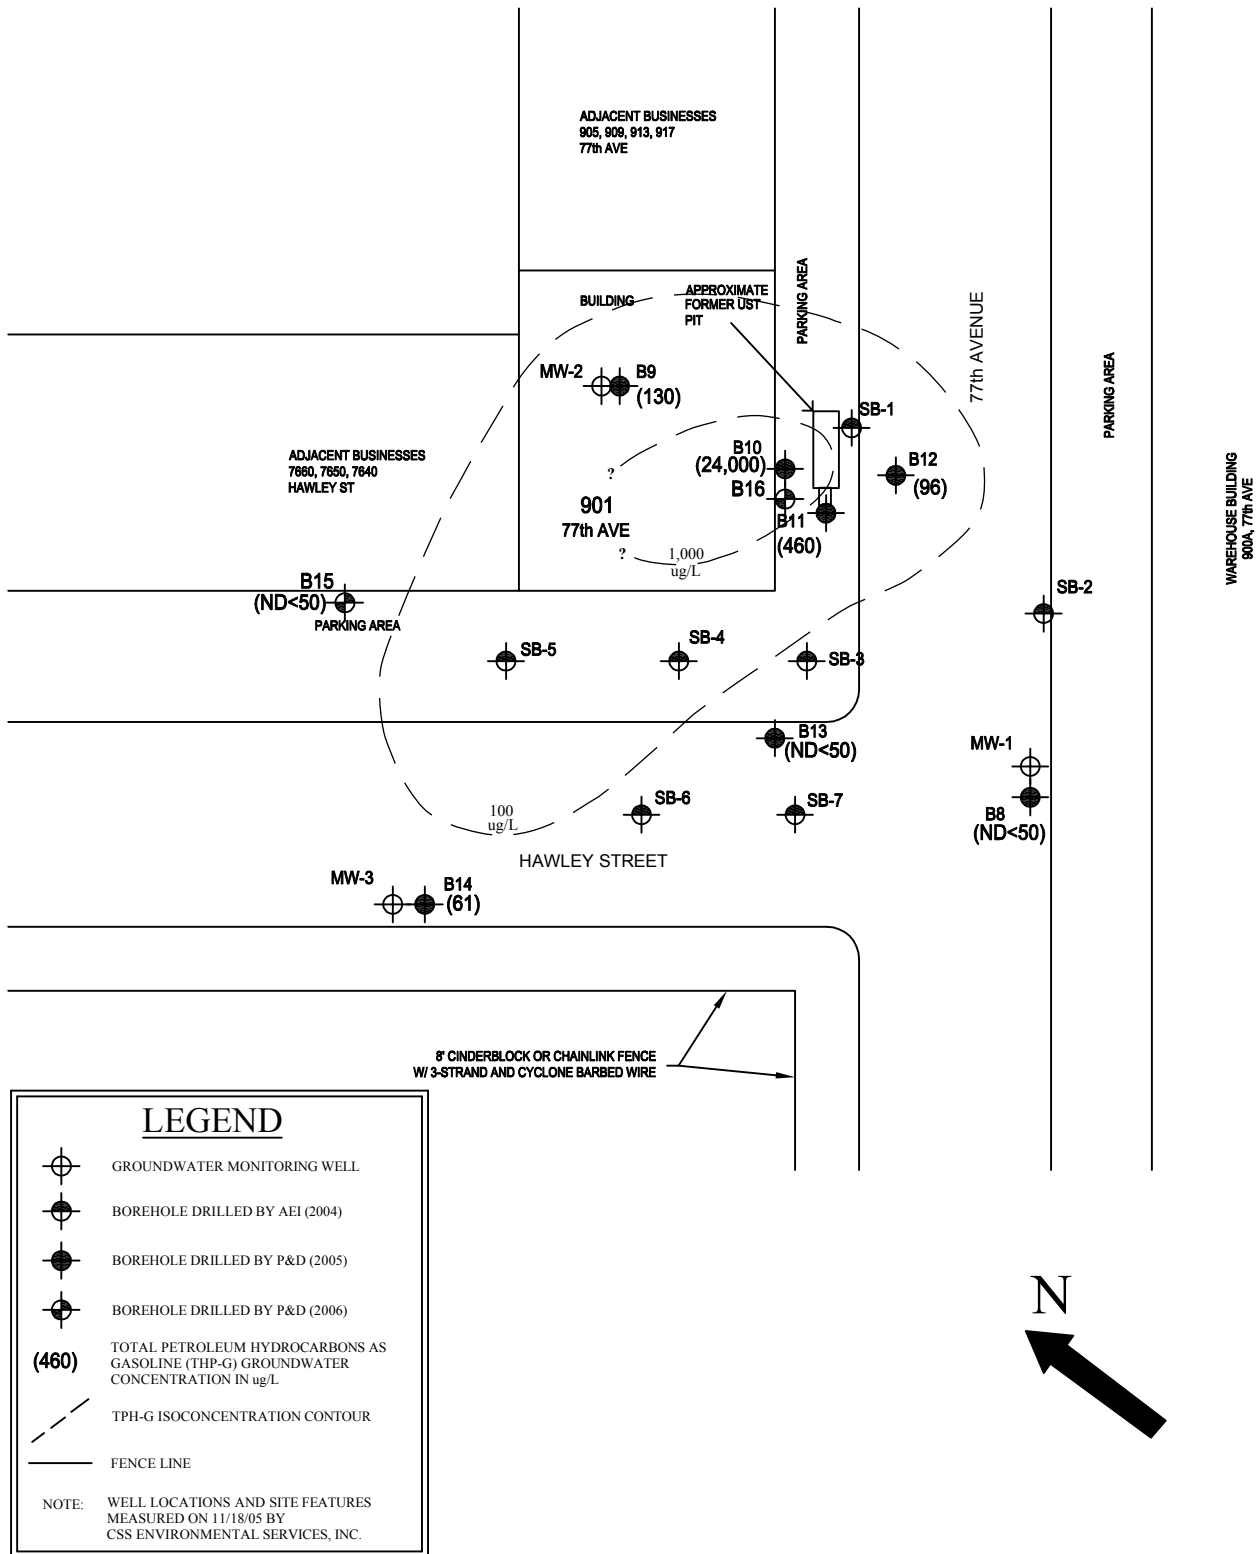 ADJACENT BUSINESSES
905, 909, 913, 917
77th AVE
BUILDING
APPROXIMATE
FORMER UST
PIT
PARKING AREA
77th AVENUE
PARKING AREA
WAREHOUSE BUILDING
900A, 77th AVE
MW-2
B9
(130)
SB-1
ADJACENT BUSINESSES
7660, 7650, 7640
HAWLEY ST
B10
(24,000)
B12
(96)
?
B16
901
77th AVE
B11
(460)
?
1,000
ug/L
B15
(ND<50)
PARKING AREA
SB-2
SB-5
SB-4
SB-3
B13
(ND<50)
MW-1
SB-6
SB-7
B8
(ND<50)
100
ug/L
HAWLEY STREET
MW-3
B14
(61)
8' CINDERBLOCK OR CHAINLINK FENCE
W/ 3-STRAND AND CYCLONE BARBED WIRE
LEGEND
GROUNDWATER MONITORING WELL
BOREHOLE DRILLED BY AEI (2004)
BOREHOLE DRILLED BY P&D (2005)
BOREHOLE DRILLED BY P&D (2006)
(460)
TOTAL PETROLEUM HYDROCARBONS AS
GASOLINE (THP-G) GROUNDWATER
CONCENTRATION IN ug/L
TPH-G ISOCONCENTRATION CONTOUR
FENCE LINE
NOTE: WELL LOCATIONS AND SITE FEATURES
MEASURED ON 11/18/05 BY
CSS ENVIRONMENTAL SERVICES, INC.
N